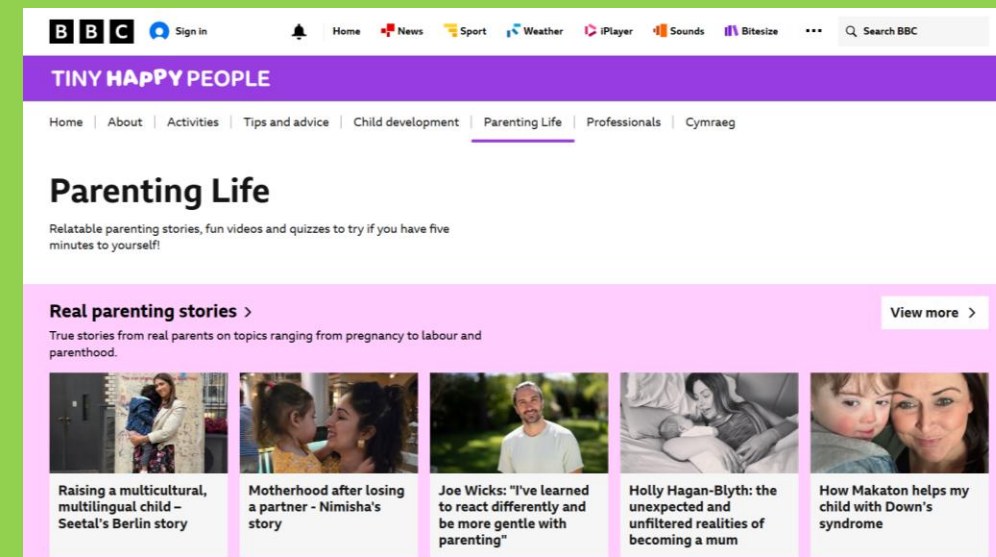 BBC Sign in Home News Sport Weather iPlayer Sounds Bitesize ... Search BBC
TINY HAPPY PEOPLE
Home | About | Activities | Tips and advice | Child development | Parenting Life | Professionals | Cymraeg
Parenting Life
Relatable parenting stories, fun videos and quizzes to try if you have five
minutes to yourself!
Real parenting stories >
View more >
True stories from real parents on topics ranging from pregnancy to labour and
parenthood.
Raising a multicultural,
multilingual child –
Seetal's Berlin story
Motherhood after losing
a partner - Nimisha's
story
Joe Wicks: "I've learned
to react differently and
be more gentle with
parenting"
Holly Hagan-Blyth: the
unexpected and
unfiltered realities of
becoming a mum
How Makaton helps my
child with Down's
syndrome